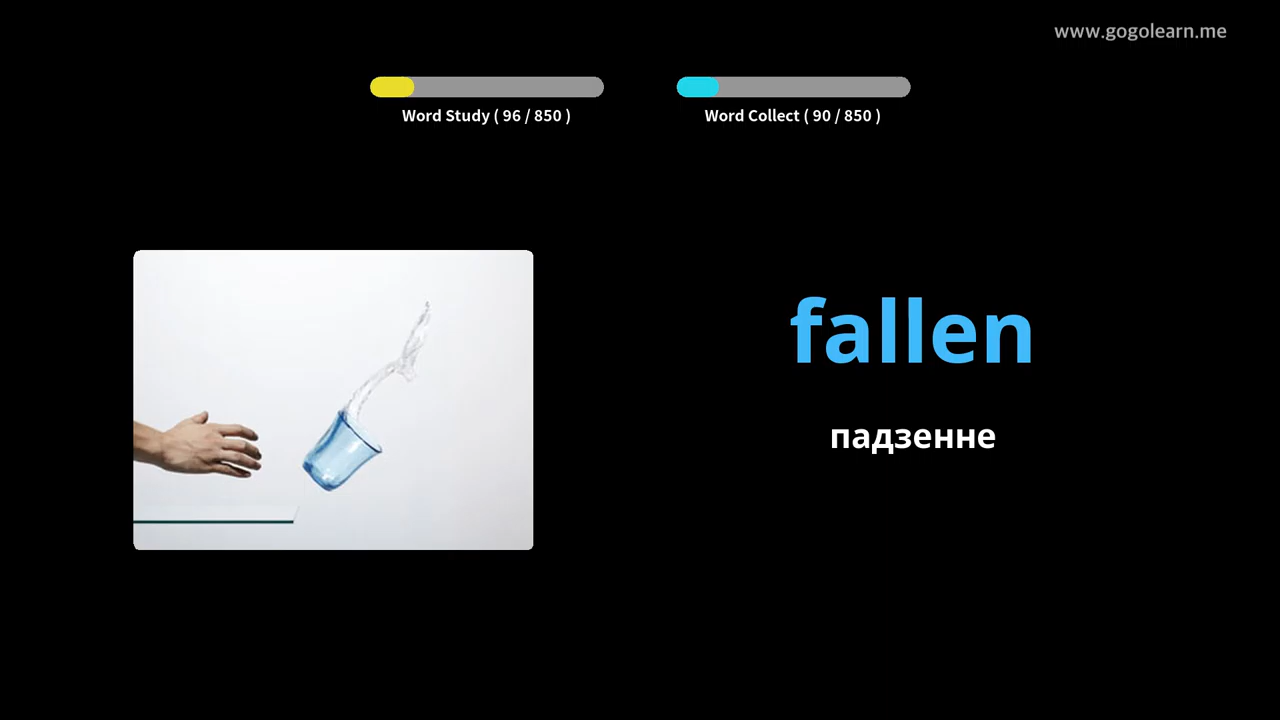 www.gogolearn.me
Word Study ( 96 / 850 )
Word Collect ( 90 / 850 )
fallen
падзенне